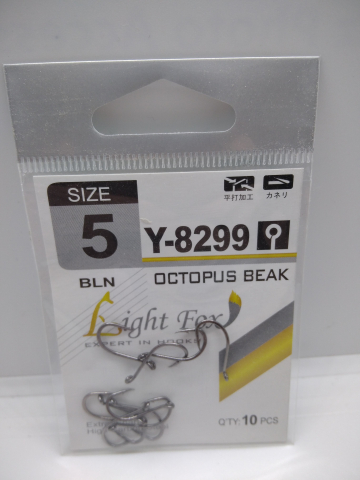 SIZE
5
BLN
平打加工
カネリ
Y-8299
OCTOPUS BEAK
Light Fox
EXPERT IN HOOKS
Q'TY: 10 PCS